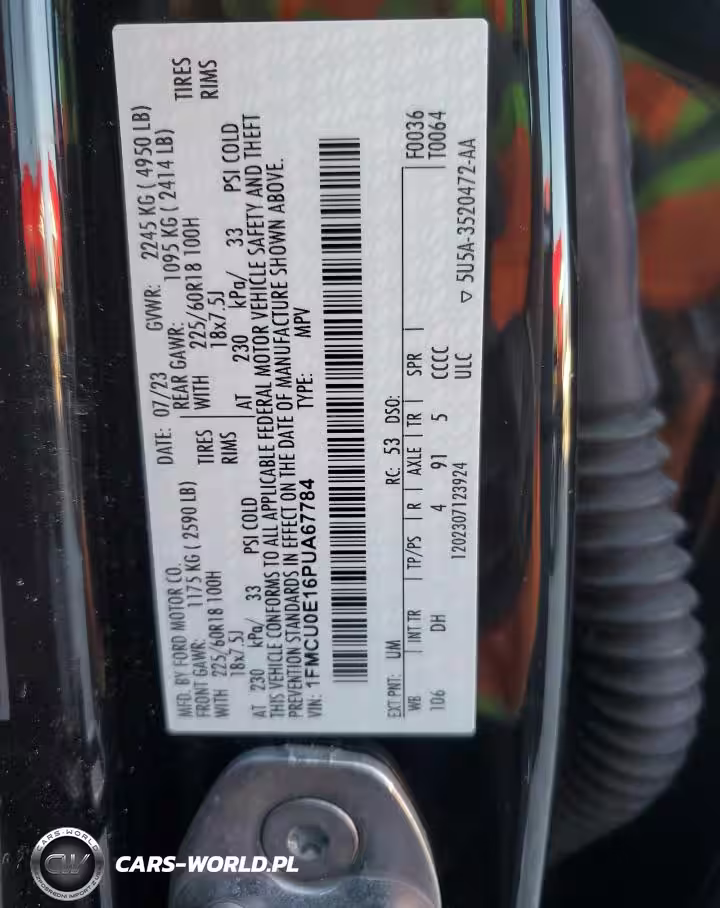 MFD. BY FORD MOTOR CO.
DATE: 07/23
GVWR: 2245 KG ( 4950 LB)
FRONT GAWR: 1175 KG ( 2590 LB)
REAR GAWR: 1095 KG ( 2414 LB)
WITH 225/60R18 100H TIRES
WITH 225/60R18 100H TIRES
18x7.5J RIMS
18x7.5J RIMS
AT 230 kPa/ 33 PSI COLD
AT 230 kPa/ 33 PSI COLD
THIS VEHICLE CONFORMS TO ALL APPLICABLE FEDERAL MOTOR VEHICLE SAFETY AND THEFT
PREVENTION STANDARDS IN EFFECT ON THE DATE OF MANUFACTURE SHOWN ABOVE.
VIN: 1FMCU0E16PUA67784
TYPE: MPV
EXT PNT: UM RC: 53 DSO:
WB INT TR TP/PS R AXLE TR SPR F0036
106 DH 4 91 5 CCCC T0064
1202307123924 ULC
▽ 5U5A-3520472-AA
CARS-WORLD
CW
CARS-WORLD.PL